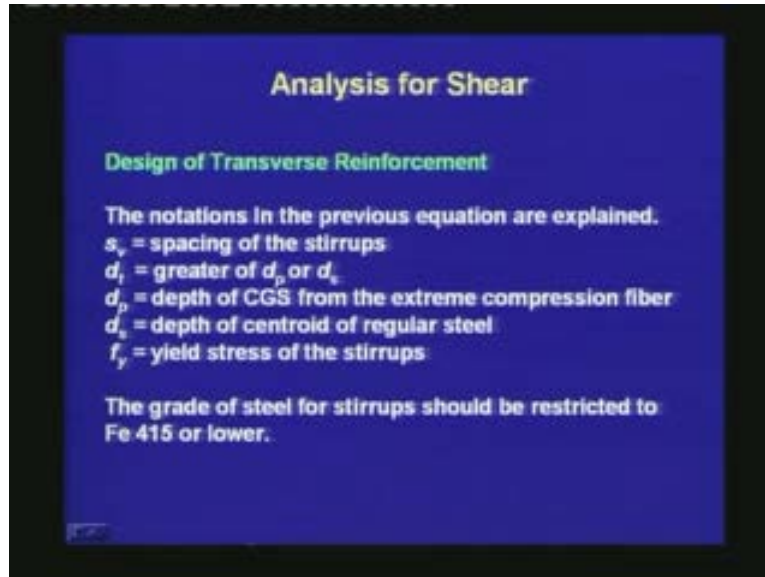 Analysis for Shear
Design of Transverse Reinforcement
The notations in the previous equation are explained.
sᵥ = spacing of the stirrups
dₜ = greater of dₚ or dₛ
dₚ = depth of CGS from the extreme compression fiber
dₛ = depth of centroid of regular steel
fᵧ = yield stress of the stirrups
The grade of steel for stirrups should be restricted to
Fe 415 or lower.